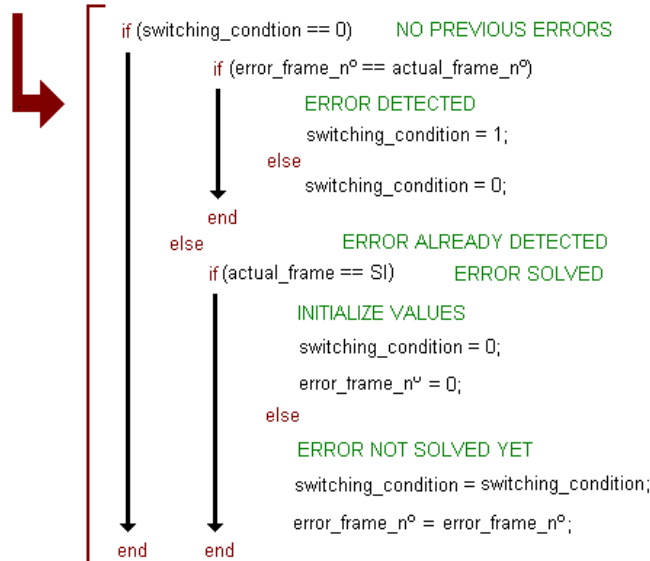 if (switching_condtion == 0) NO PREVIOUS ERRORS
if (error_frame_nº == actual_frame_nº)
ERROR DETECTED
switching_condition = 1;
else
switching_condition = 0;
end
else ERROR ALREADY DETECTED
if (actual_frame == SI) ERROR SOLVED
INITIALIZE VALUES
switching_condition = 0;
error_frame_nº = 0;
else
ERROR NOT SOLVED YET
switching_condition = switching_condition;
error_frame_nº = error_frame_nº;
end end